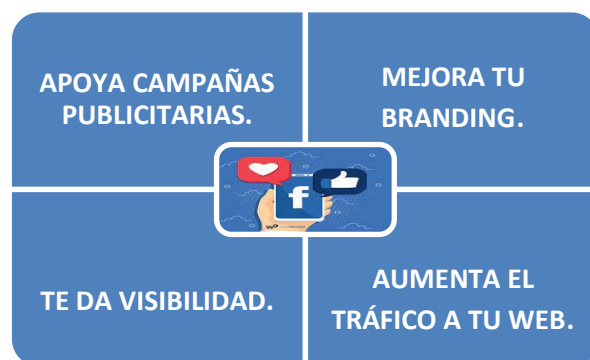 APOYA CAMPAÑAS
PUBLICITARIAS.
MEJORA TU
BRANDING.
f
TE DA VISIBILIDAD.
AUMENTA EL
TRÁFICO A TU WEB.